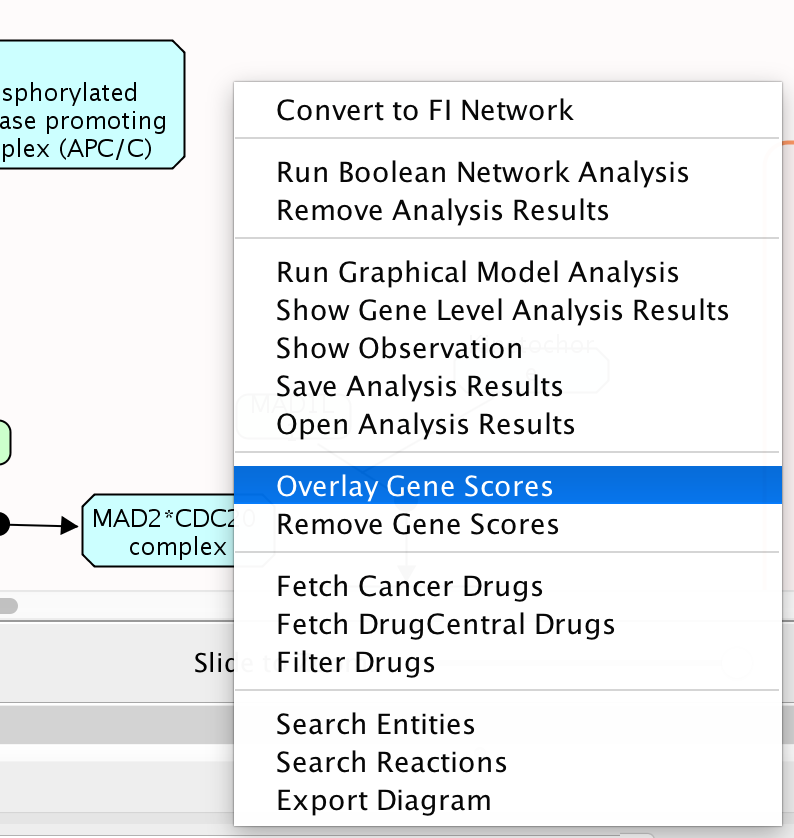 sphorylated
ase promoting
plex (APC/C)
Convert to FI Network
Run Boolean Network Analysis
Remove Analysis Results
Run Graphical Model Analysis
Show Gene Level Analysis Results
Show Observation
Save Analysis Results
Open Analysis Results
Overlay Gene Scores
Remove Gene Scores
MAD2*CDC20
complex
Fetch Cancer Drugs
Fetch DrugCentral Drugs
Filter Drugs
Slide
Search Entities
Search Reactions
Export Diagram